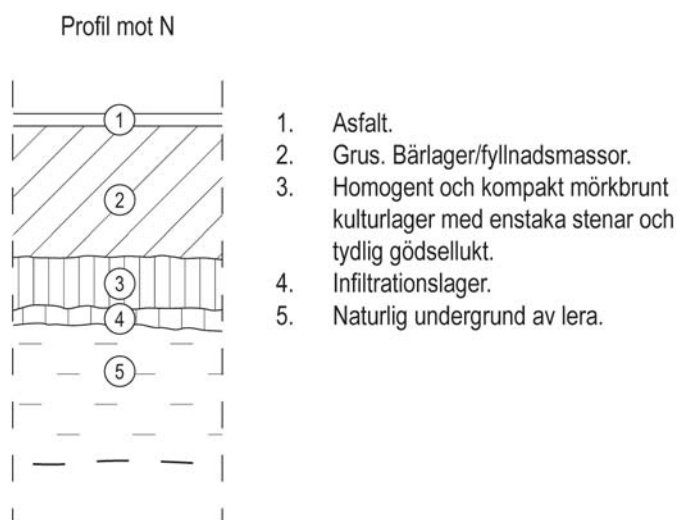 Profil mot N
1
2
3
4
5
1. Asfalt.
2. Grus. Bärlager/fyllnadsmassor.
3. Homogent och kompakt mörkbrunt
kulturlager med enstaka stenar och
tydlig gödsellukt.
4. Infiltrationslager.
5. Naturlig undergrund av lera.